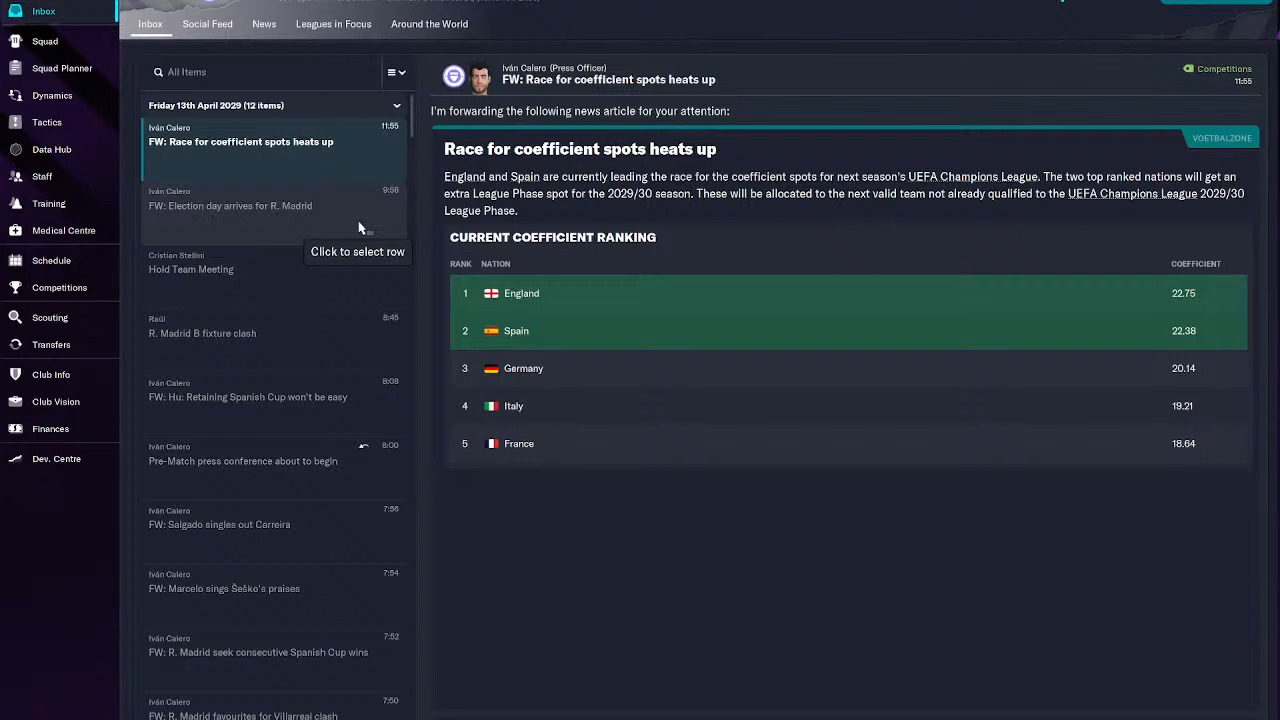 Inbox
Squad
Squad Planner
Dynamics
Tactics
Data Hub
Staff
Training
Medical Centre
Schedule
Competitions
Scouting
Transfers
Club Info
Club Vision
Finances
Dev. Centre
Inbox Social Feed News Leagues in Focus Around the World
All Items
Friday 13th April 2029 (12 items)
Iván Calero 11:55
FW: Race for coefficient spots heats up
Iván Calero 9:56
FW: Election day arrives for R. Madrid
Click to select row
Cristian Stellini
Hold Team Meeting
Raúl 8:45
R. Madrid B fixture clash
Iván Calero 8:08
FW: Hu: Retaining Spanish Cup won't be easy
Iván Calero 8:00
Pre-Match press conference about to begin
Iván Calero 7:56
FW: Salgado singles out Carreira
Iván Calero 7:54
FW: Marcelo sings Šeško's praises
Iván Calero 7:52
FW: R. Madrid seek consecutive Spanish Cup wins
Iván Calero 7:50
FW: R. Madrid favourites for Villarreal clash
Iván Calero (Press Officer)
FW: Race for coefficient spots heats up
Competitions
11:55
I'm forwarding the following news article for your attention:
VOETBALZONE
Race for coefficient spots heats up
England and Spain are currently leading the race for the coefficient spots for next season's UEFA Champions League. The two top ranked nations will get an
extra League Phase spot for the 2029/30 season. These will be allocated to the next valid team not already qualified to the UEFA Champions League 2029/30
League Phase.
CURRENT COEFFICIENT RANKING
RANK NATION COEFFICIENT
1 England 22.75
2 Spain 22.38
3 Germany 20.14
4 Italy 19.21
5 France 18.64